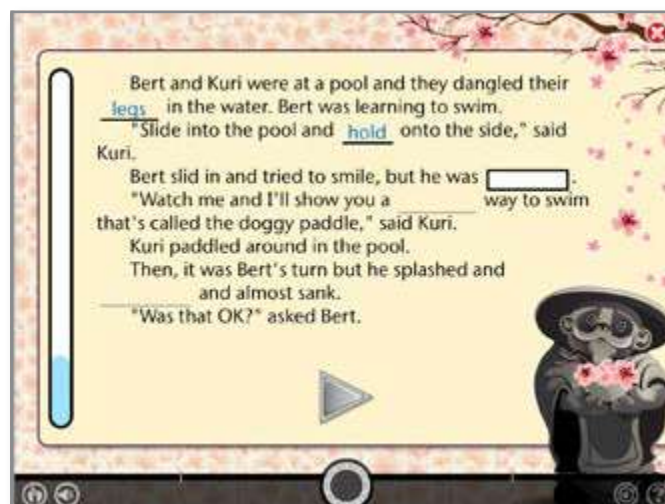 Bert and Kuri were at a pool and they dangled their
legs in the water. Bert was learning to swim.
"Slide into the pool and hold onto the side," said
Kuri.
Bert slid in and tried to smile, but he was .
"Watch me and I'll show you a ________ way to swim
that's called the doggy paddle," said Kuri.
Kuri paddled around in the pool.
Then, it was Bert's turn but he splashed and
________ and almost sank.
"Was that OK?" asked Bert.